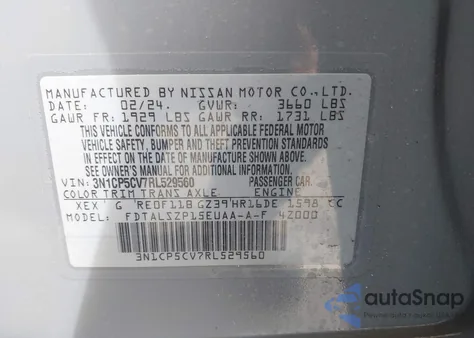 MANUFACTURED BY NISSAN MOTOR CO., LTD.
DATE: 02/24. GVWR: 3660 LBS
GAWR FR: 1929 LBS GAWR RR: 1731 LBS
THIS VEHICLE CONFORMS TO ALL APPLICABLE FEDERAL MOTOR
VEHICLE SAFETY, BUMPER AND THEFT PREVENTION STANDARDS
IN EFFECT ON THE DATE OF MANUFACTURE SHOWN ABOVE. SEE
OWNER'S MANUAL FOR ADDITIONAL INFORMATION.
VIN: 3N1CP5CV7RL529560 PASSENGER CAR
COLOR TRIM TRANS AXLE ENGINE
XEX G RE0F11B GZ39 HR16DE 1598 CC
MODEL: FDTALSZP15EUAA-A-F 42000
3N1CP5CV7RL529560
autoSnap